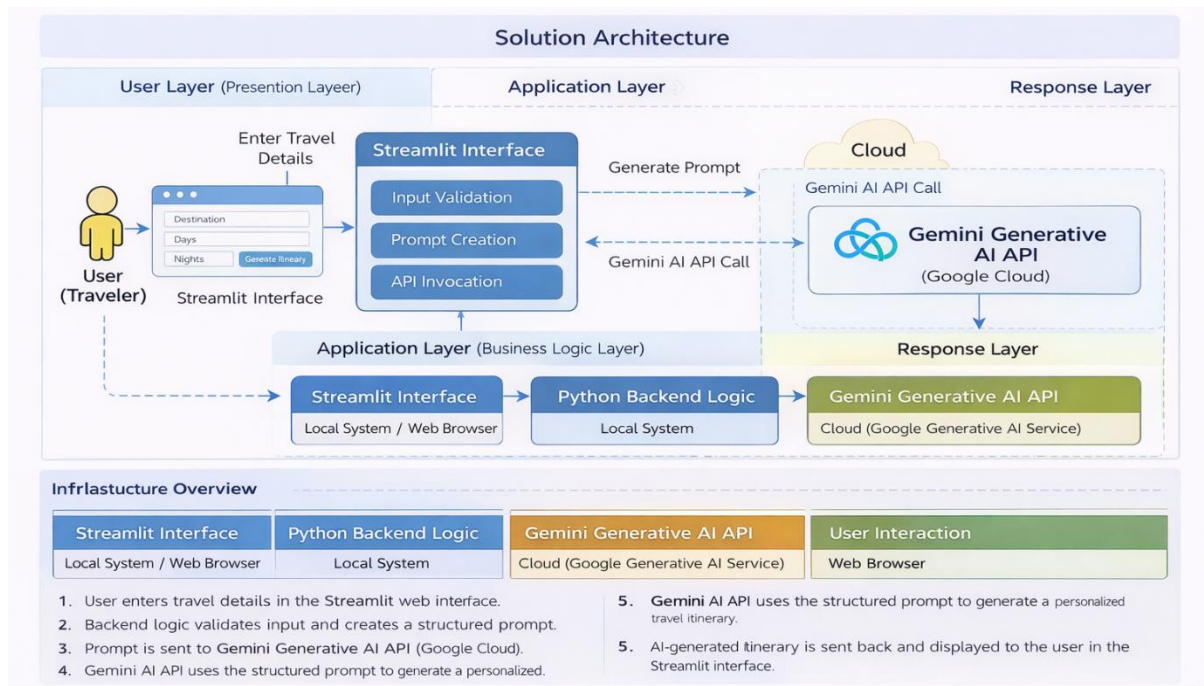 Solution Architecture
User Layer (Presention Layeer)
Application Layer
Response Layer
Enter Travel
Details
Destination
Days
Nights
Generite Itineary
User
(Traveler)
Streamlit Interface
Streamlit Interface
Input Validation
Prompt Creation
API Invocation
Generate Prompt
Gemini AI API Call
Cloud
Gemini AI API Call
Gemini Generative
AI API
(Google Cloud)
Application Layer (Business Logic Layer)
Response Layer
Streamlit Interface
Local System / Web Browser
Python Backend Logic
Local System
Gemini Generative AI API
Cloud (Google Generative AI Service)
Infrlastucture Overview
Streamlit Interface
Local System / Web Browser
Python Backend Logic
Local System
Gemini Generative AI API
Cloud (Google Generative AI Service)
User Interaction
Web Browser
1. User enters travel details in the Streamlit web interface.
2. Backend logic validates input and creates a structured prompt.
3. Prompt is sent to Gemini Generative AI API (Google Cloud).
4. Gemini AI API uses the structured prompt to generate a personalized.
5. Gemini AI API uses the structured prompt to generate a personalized
travel itinerary.
5. AI-generated Itinerary is sent back and displayed to the user in the
Streamlit interface.